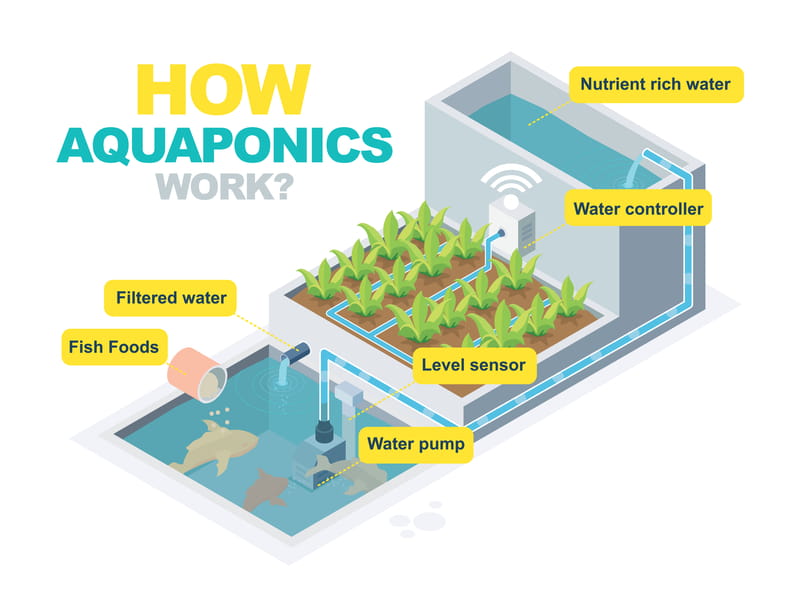 HOW
AQUAPONICS
WORK?
Nutrient rich water
Water controller
Filtered water
Fish Foods
Level sensor
Water pump